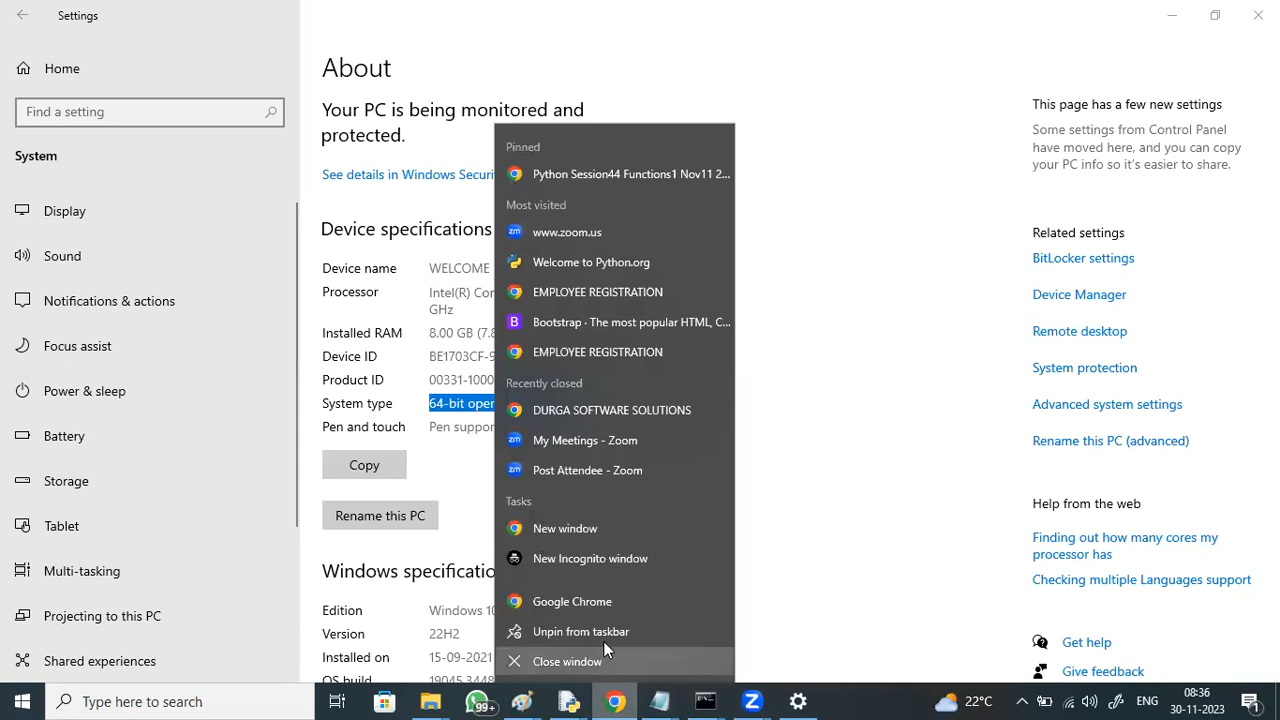 Settings
Home
Find a setting
System
Display
Sound
Notifications & actions
Focus assist
Power & sleep
Battery
Storage
Tablet
Multi-tasking
Projecting to this PC
Shared experiences
About
Your PC is being monitored and
protected.
See details in Windows Securi
Device specifications
Device name WELCOME
Processor Intel(R) Cor
GHz
Installed RAM 8.00 GB (7.8
Device ID BE1703CF-9
Product ID 00331-1000
System type 64-bit oper
Pen and touch Pen suppor
Copy
Rename this PC
Windows specificatio
Edition Windows 10
Version 22H2
Installed on 15-09-2021
OS build 19045.3448
Pinned
Python Session44 Functions1 Nov11 2...
Most visited
www.zoom.us
Welcome to Python.org
EMPLOYEE REGISTRATION
Bootstrap · The most popular HTML, C...
EMPLOYEE REGISTRATION
Recently closed
DURGA SOFTWARE SOLUTIONS
My Meetings - Zoom
Post Attendee - Zoom
Tasks
New window
New Incognito window
Google Chrome
Unpin from taskbar
Close window
This page has a few new settings
Some settings from Control Panel
have moved here, and you can copy
your PC info so it's easier to share.
Related settings
BitLocker settings
Device Manager
Remote desktop
System protection
Advanced system settings
Rename this PC (advanced)
Help from the web
Finding out how many cores my
processor has
Checking multiple Languages support
Get help
Give feedback
Type here to search
99+
zm
22°C
ENG
08:36
30-11-2023
1